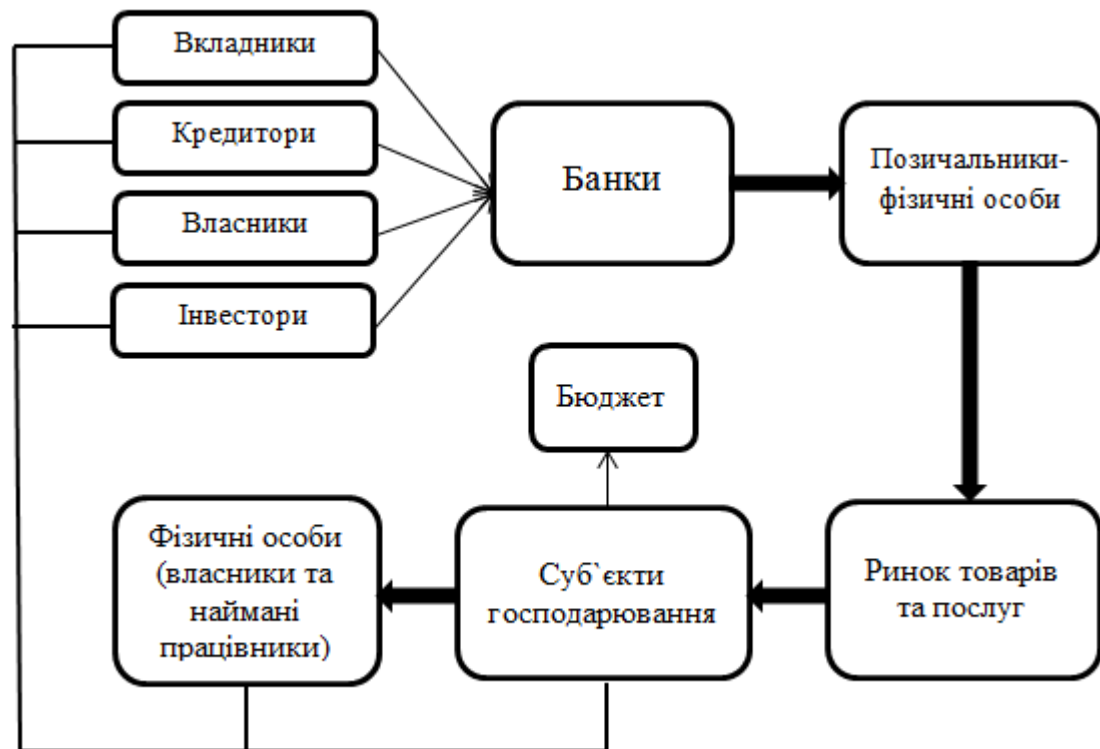 Вкладники
Кредитори
Власники
Інвестори
Банки
Позичальники-
фізичні особи
Бюджет
Фізичні особи
(власники та
наймані
працівники)
Суб`єкти
господарювання
Ринок товарів
та послуг